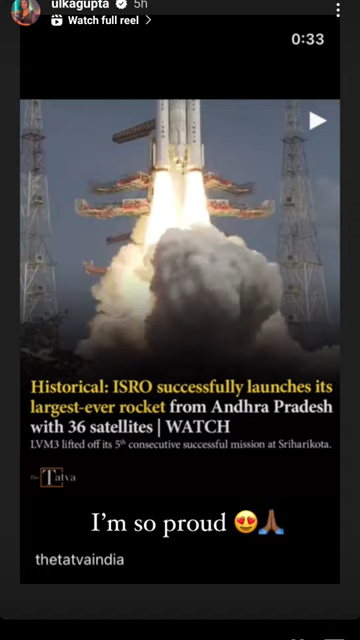 ulkagupta 5h
Watch full reel
0:33
Historical: ISRO successfully launches its
largest-ever rocket from Andhra Pradesh
with 36 satellites | WATCH
LVM3 lifted off its 5th consecutive successful mission at Sriharikota.
The Tatva
I'm so proud 😍🙏🏾
thetatvaindia